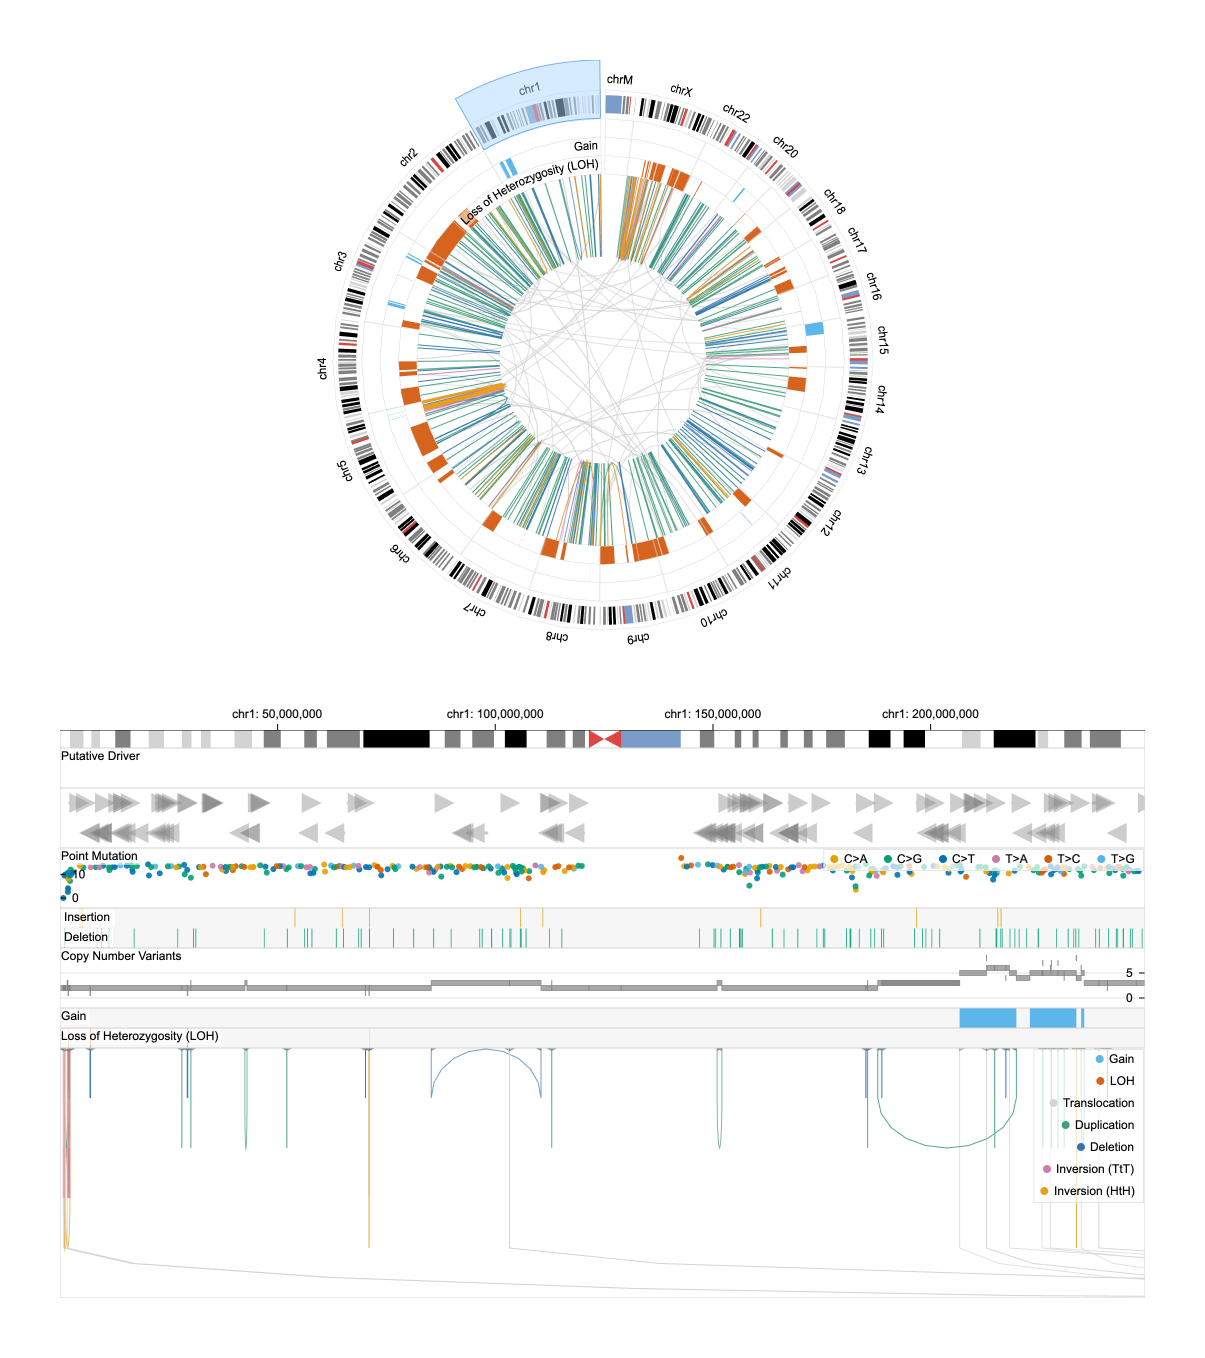 chr1
chrM
chrX
chr22
chr20
chr18
chr17
chr16
chr15
chr14
chr13
chr12
chr11
chr10
chr9
chr8
chr7
chr6
chr5
chr4
chr3
chr2
Gain
Loss of Heterozygosity (LOH)
chr1: 50,000,000 chr1: 100,000,000 chr1: 150,000,000 chr1: 200,000,000
Putative Driver
Point Mutation
C>A C>G C>T T>A T>C T>G
10
0
Insertion
Deletion
Copy Number Variants
5
0
Gain
Loss of Heterozygosity (LOH)
Gain
LOH
Translocation
Duplication
Deletion
Inversion (TtT)
Inversion (HtH)